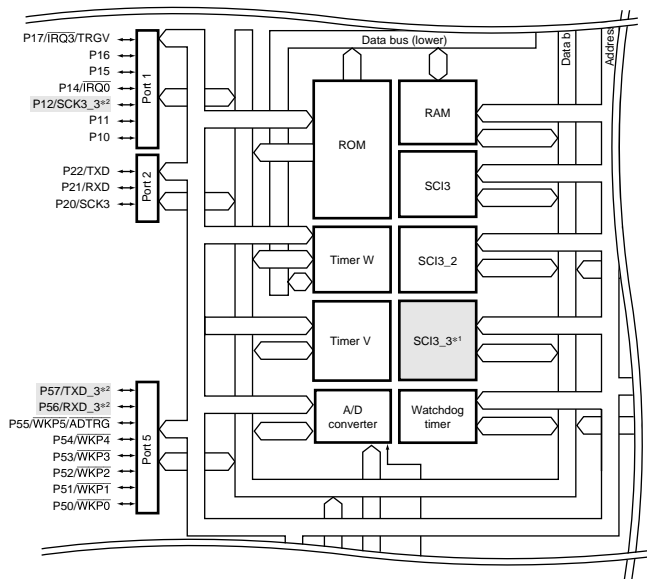 Data bus (lower)
Data b
Address
P17/IRQ3/TRGV
P16
P15
P14/IRQ0
P12/SCK3_3*2
P11
P10
Port 1
P22/TXD
P21/RXD
P20/SCK3
Port 2
P57/TXD_3*2
P56/RXD_3*2
P55/WKP5/ADTRG
P54/WKP4
P53/WKP3
P52/WKP2
P51/WKP1
P50/WKP0
Port 5
ROM
RAM
SCI3
Timer W
SCI3_2
Timer V
SCI3_3*1
A/D
converter
Watchdog
timer